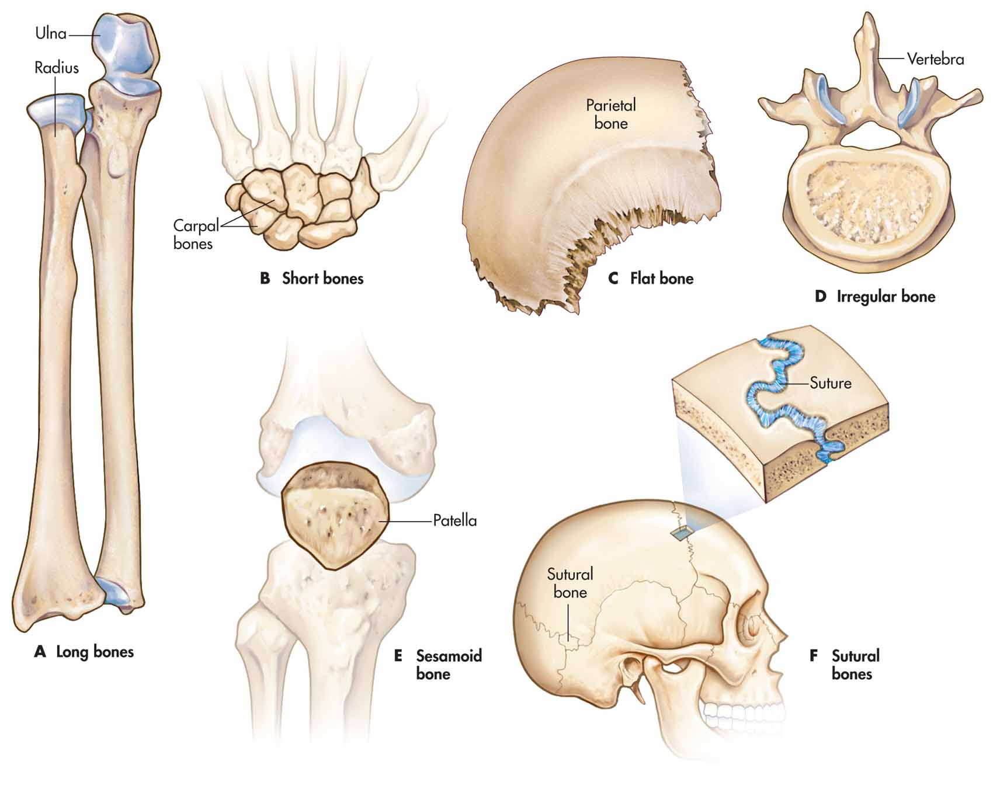 Ulna
Radius
A Long bones
Carpal
bones
B Short bones
Parietal
bone
C Flat bone
Vertebra
D Irregular bone
Patella
E Sesamoid
bone
Suture
Sutural
bone
F Sutural
bones